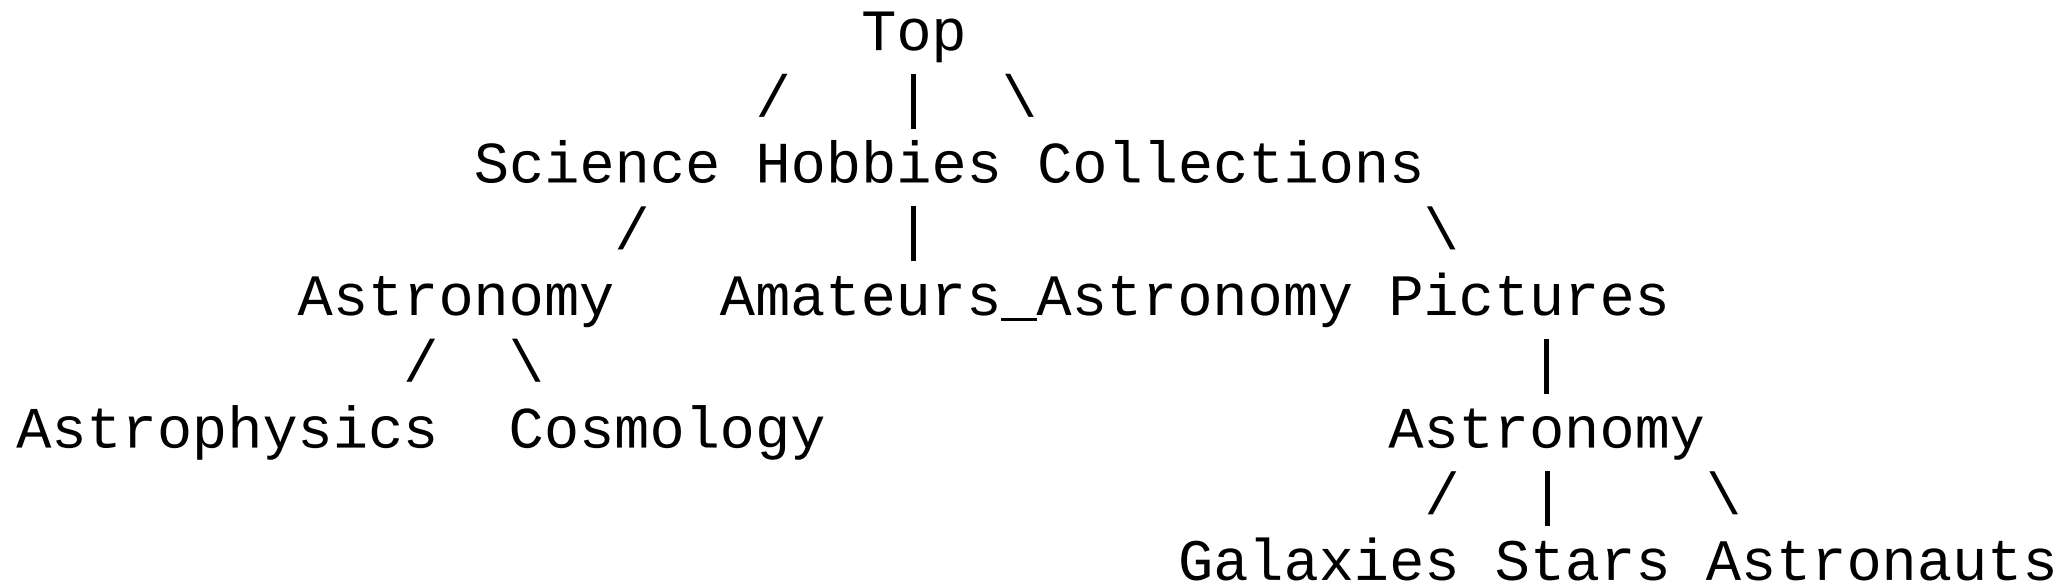 Top
/ | \
Science Hobbies Collections
/ | \
Astronomy Amateurs_Astronomy Pictures
/ \ |
Astrophysics Cosmology Astronomy
/ | \
Galaxies Stars Astronauts